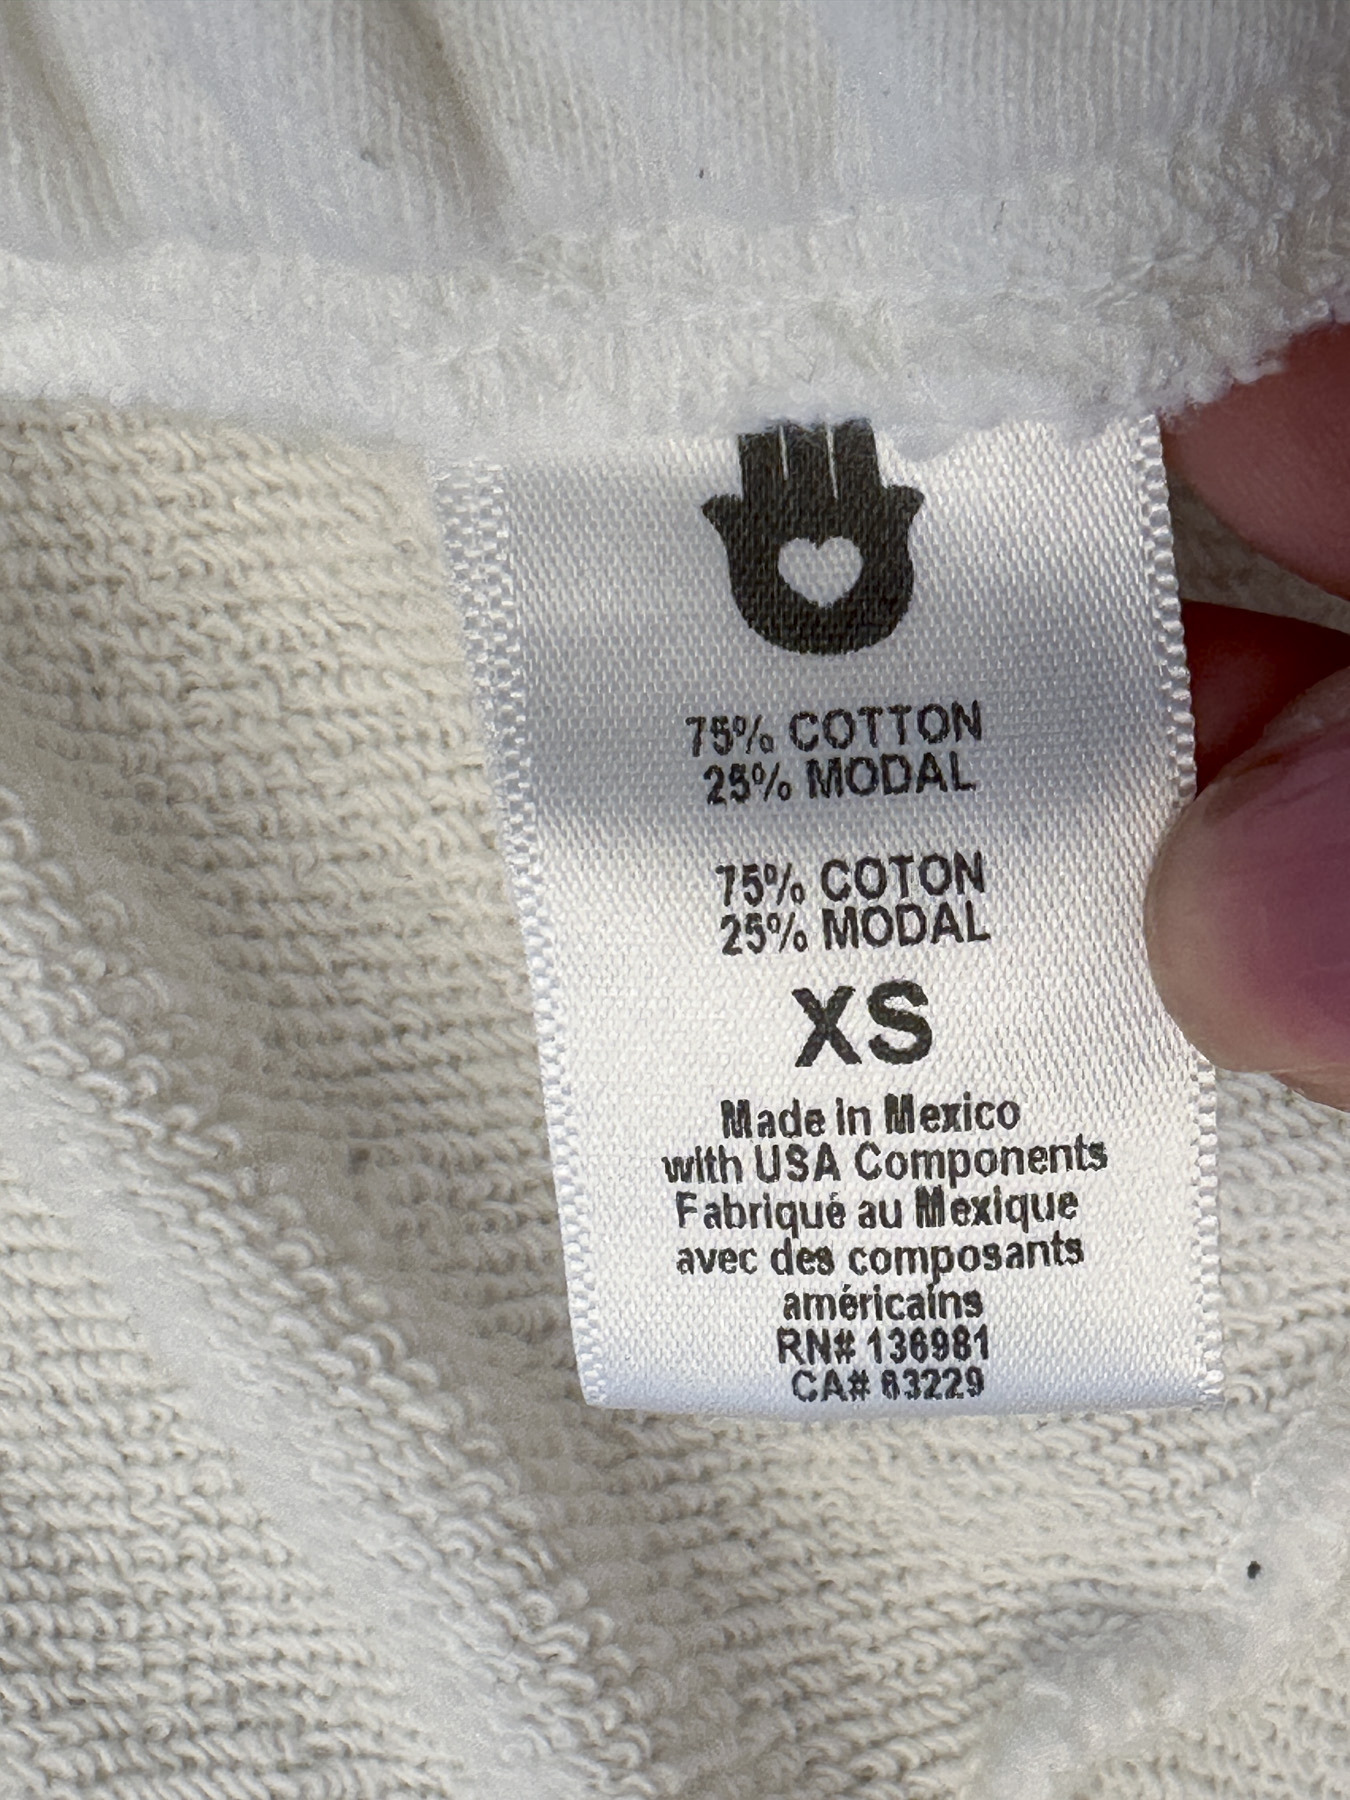 75% COTTON
25% MODAL
75% COTON
25% MODAL
XS
Made in Mexico
with USA Components
Fabriqué au Mexique
avec des composants
américains
RN# 136981
CA# 63229